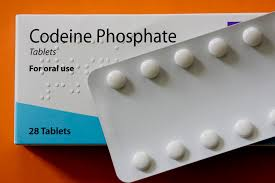 Codeine Phosphate
Tablets
For oral use
28 Tablets